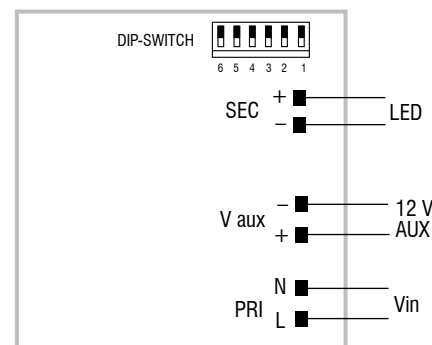 DIP-SWITCH
6 5 4 3 2 1
SEC + LED
–
V aux – 12 V
+ AUX
PRI N Vin
L